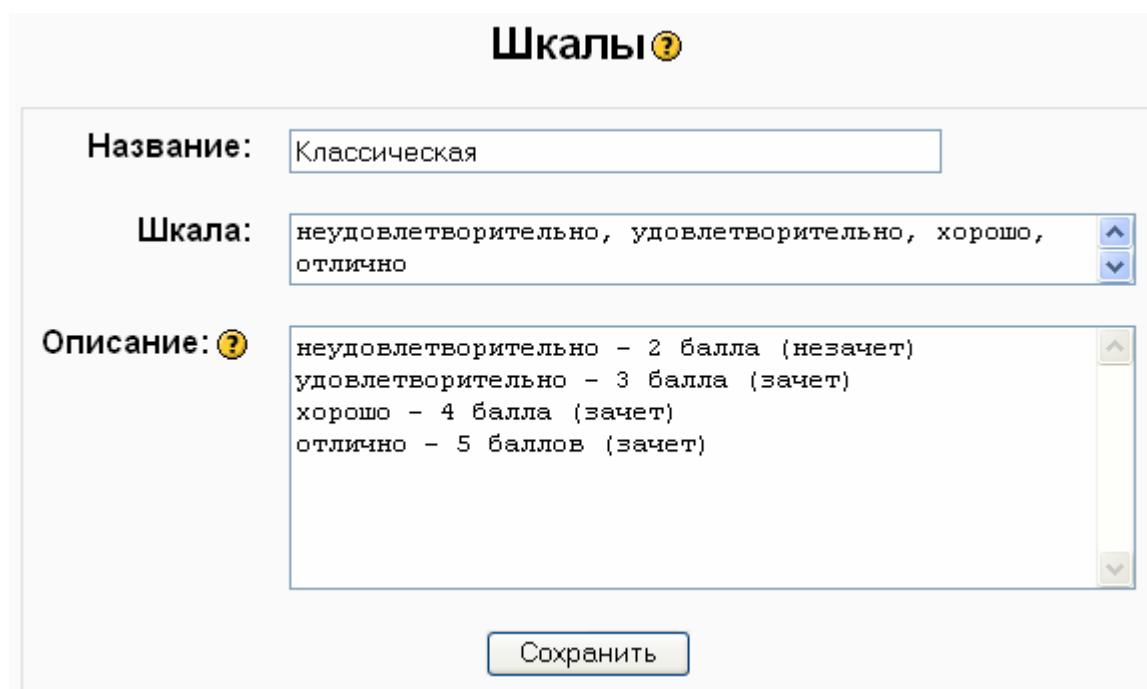 Шкалы
Название:
Классическая
Шкала:
неудовлетворительно, удовлетворительно, хорошо,
отлично
Описание:
неудовлетворительно – 2 балла (незачет)
удовлетворительно – 3 балла (зачет)
хорошо – 4 балла (зачет)
отлично – 5 баллов (зачет)
Сохранить